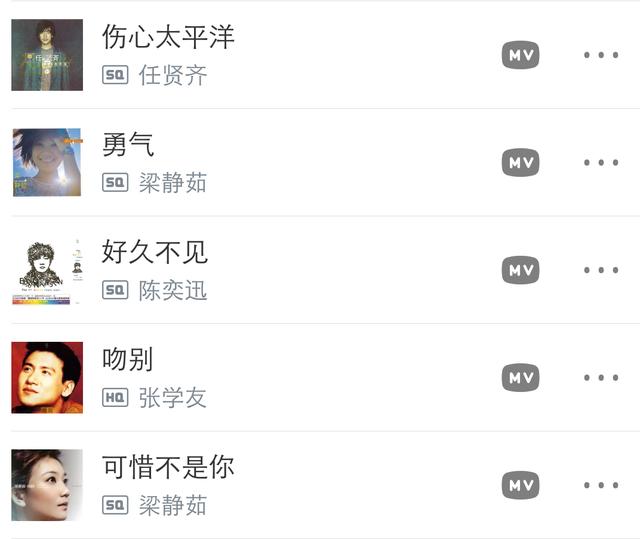 伤心太平洋
SQ 任贤齐
MV
勇气
SQ 梁静茹
MV
好久不见
SQ 陈奕迅
MV
吻别
HQ 张学友
MV
可惜不是你
SQ 梁静茹
MV